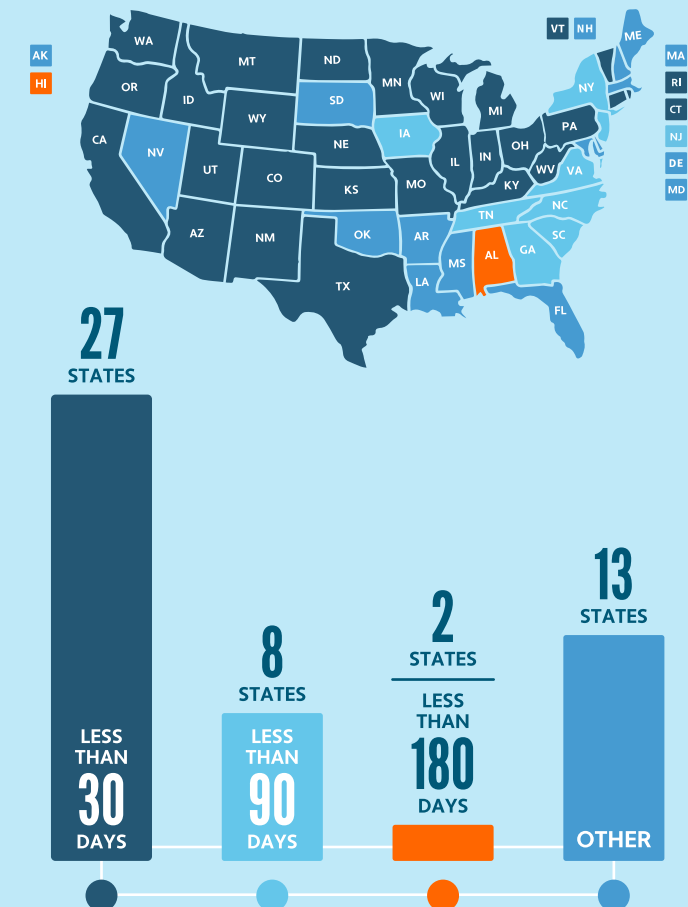 VT NH
ME
AK
HI
WA
MT
ND
MN
OR
ID
SD
WI
NY
MA
RI
CT
NJ
DE
MD
WY
IA
MI
CA
NV
NE
PA
UT
CO
IL
IN
OH
WV
VA
KS
MO
KY
AZ
NM
OK
AR
TN
NC
SC
TX
LA
MS
AL
GA
FL
27
STATES
LESS
THAN
30
DAYS
8
STATES
LESS
THAN
90
DAYS
2
STATES
LESS
THAN
180
DAYS
13
STATES
OTHER